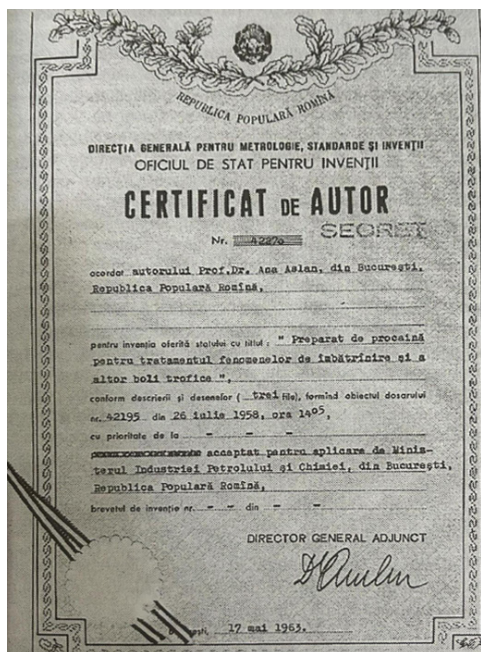 REPUBLICA POPULARĂ ROMÎNĂ
DIRECȚIA GENERALĂ PENTRU METROLOGIE, STANDARDE ȘI INVENȚII
OFICIUL DE STAT PENTRU INVENȚII
CERTIFICAT DE AUTOR
SECRET
Nr. 42276
acordat autorului Prof.Dr. Ana Aslan, din București,
Republica Populară Romînă,
pentru invenția oferită statului cu titlul : " Preparat de procaină
pentru tratamentul fenomenelor de îmbătrînire și a
altor boli trofice ",
conform descrierii și desenelor ( trei file), formînd obiectul dosarului
nr. 42195 din 26 iulie 1958, ora 14⁰⁵,
cu prioritate de la – – – –
acceptat pentru aplicare de Minis-
terul Industriei Petrolului și Chimiei, din București,
Republica Populară Romînă,
brevetul de invenție nr. – – din – –
DIRECTOR GENERAL ADJUNCT
17 mai 1963.